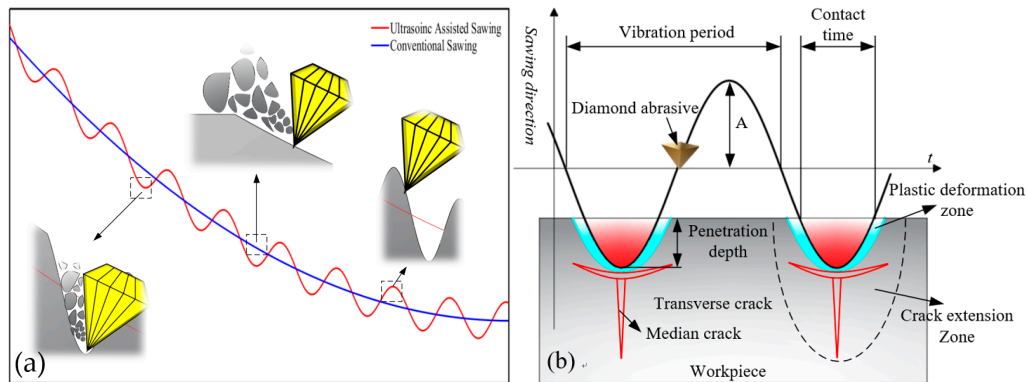 Ultrasoinc Assisted Sawing
Conventional Sawing
(a)
Sawing direction
Vibration period
Contact
time
Diamond abrasive
A
t
Plastic deformation
zone
Penetration
depth
Transverse crack
Median crack
Crack extension
Zone
Workpiece
(b)